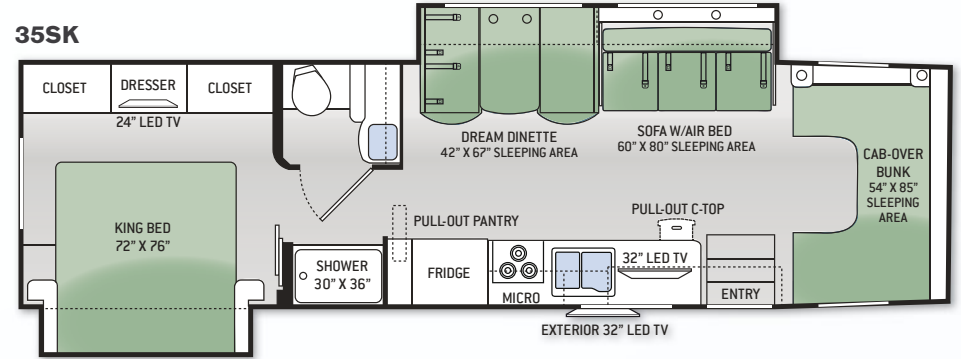 35SK
CLOSET
DRESSER
CLOSET
24" LED TV
DREAM DINETTE
42" X 67" SLEEPING AREA
SOFA W/AIR BED
60" X 80" SLEEPING AREA
CAB-OVER
BUNK
54" X 85"
SLEEPING
AREA
KING BED
72" X 76"
PULL-OUT PANTRY
PULL-OUT C-TOP
SHOWER
30" X 36"
FRIDGE
MICRO
32" LED TV
ENTRY
EXTERIOR 32" LED TV